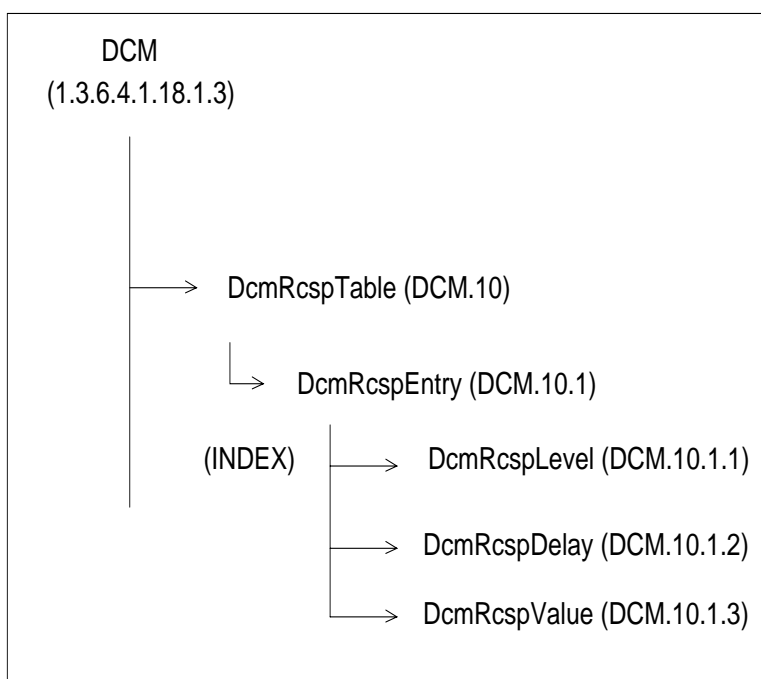 DCM
(1.3.6.4.1.18.1.3)
DcmRcspTable (DCM.10)
DcmRcspEntry (DCM.10.1)
(INDEX) DcmRcspLevel (DCM.10.1.1)
DcmRcspDelay (DCM.10.1.2)
DcmRcspValue (DCM.10.1.3)